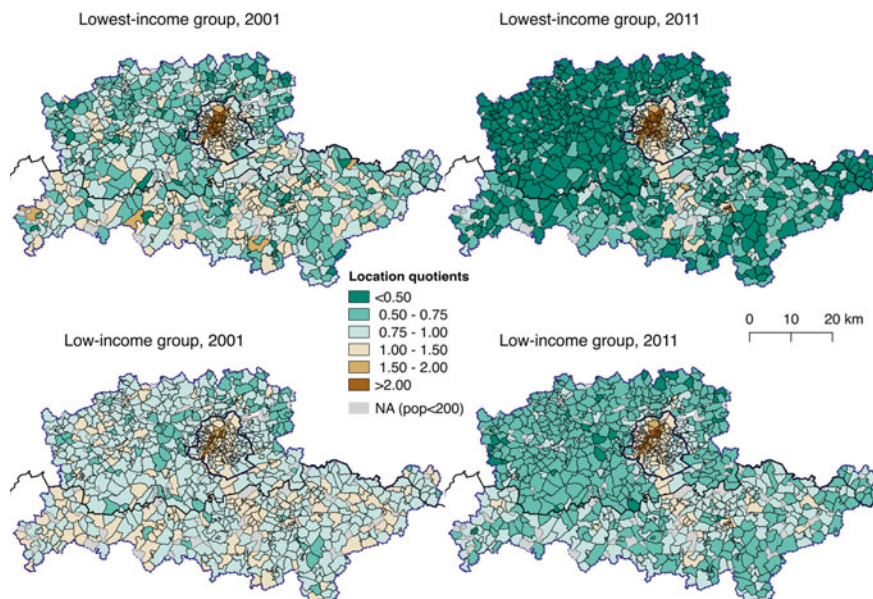 Lowest-income group, 2001
Lowest-income group, 2011
Location quotients
<0.50
0.50 - 0.75
0.75 - 1.00
1.00 - 1.50
1.50 - 2.00
>2.00
NA (pop<200)
0 10 20 km
Low-income group, 2001
Low-income group, 2011